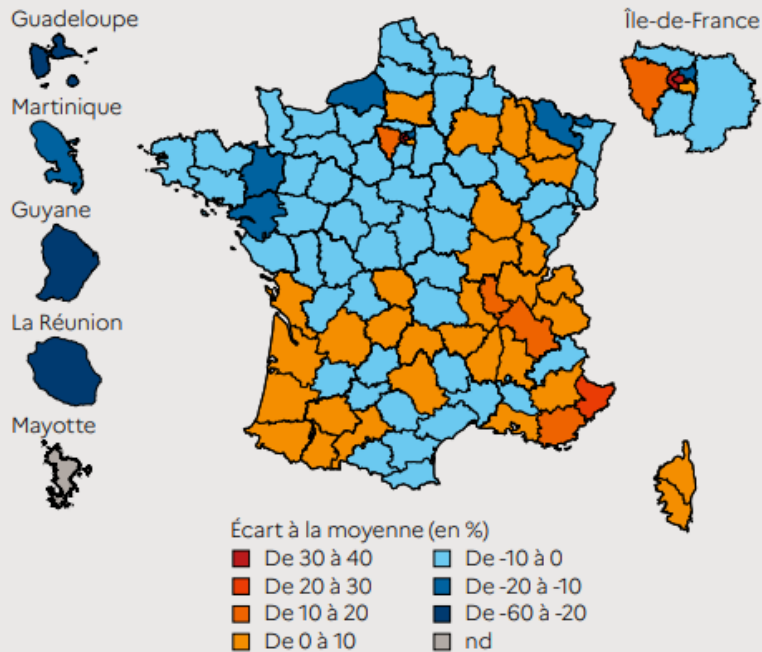 Guadeloupe
Île-de-France
Martinique
Guyane
La Réunion
Mayotte
Écart à la moyenne (en %)
De 30 à 40
De -10 à 0
De 20 à 30
De -20 à -10
De 10 à 20
De -60 à -20
De 0 à 10
nd